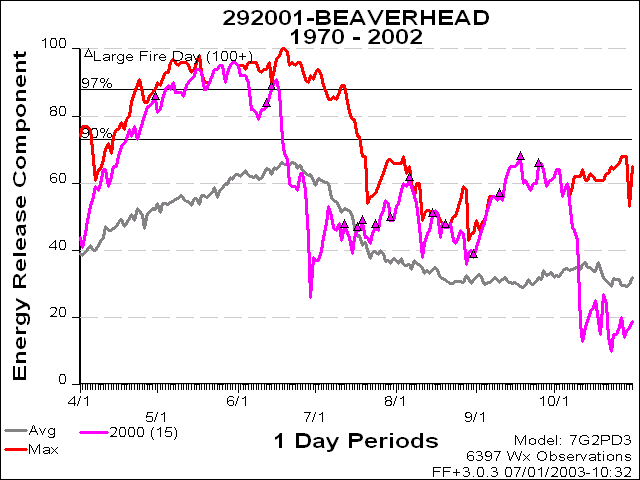 292001-BEAVERHEAD
1970 - 2002
Large Fire Day (100+)
97%
90%
Energy Release Component
100
80
60
40
20
0
4/1
5/1
6/1
7/1
8/1
9/1
10/1
Avg
Max
2000 (15)
1 Day Periods
Model: 7G2PD3
6397 Wx Observations
FF+3.0.3 07/01/2003-10:32